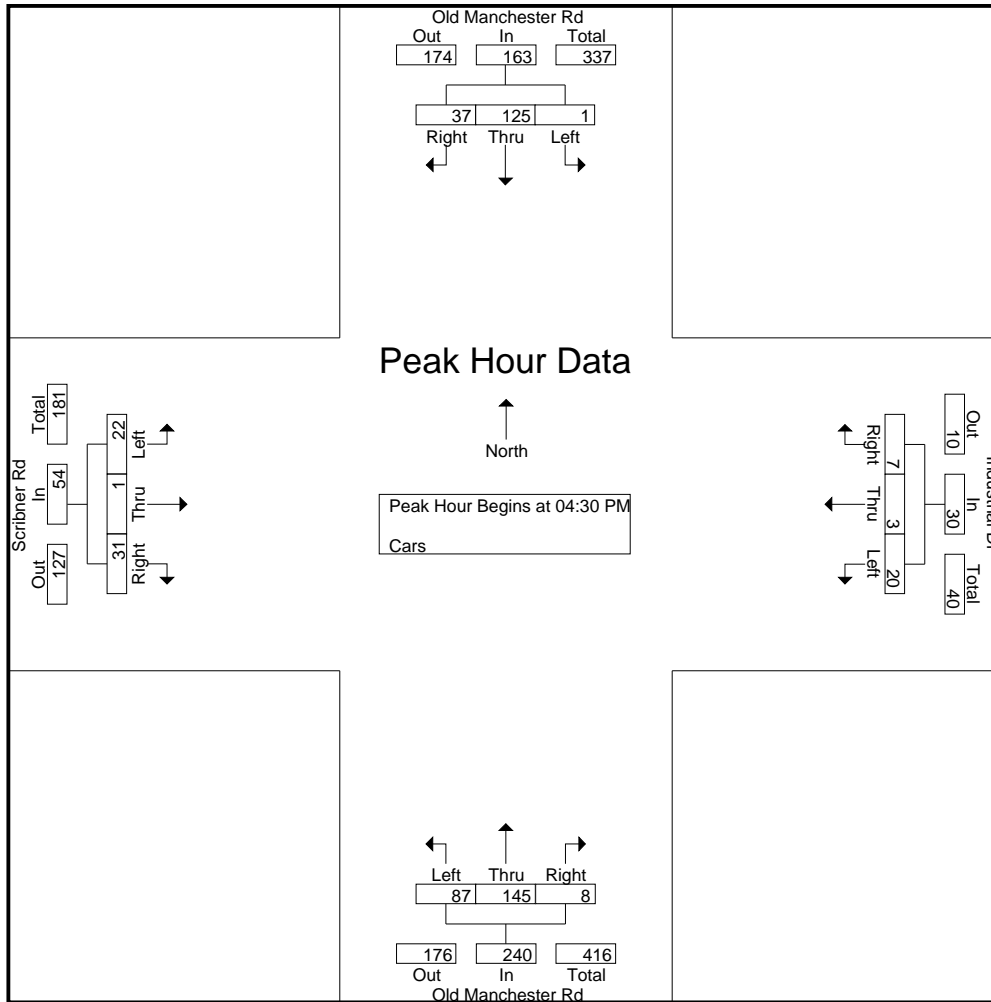 Old Manchester Rd
Out In Total
174 163 337
37 125 1
Right Thru Left
Peak Hour Data
North
Peak Hour Begins at 04:30 PM
Cars
Scribner Rd
Out In Total
127 54 181
31 1 22
Right Thru Left
Industrial Dr
Out In Total
10 30 40
7 3 20
Right Thru Left
Left Thru Right
87 145 8
176 240 416
Out In Total
Old Manchester Rd